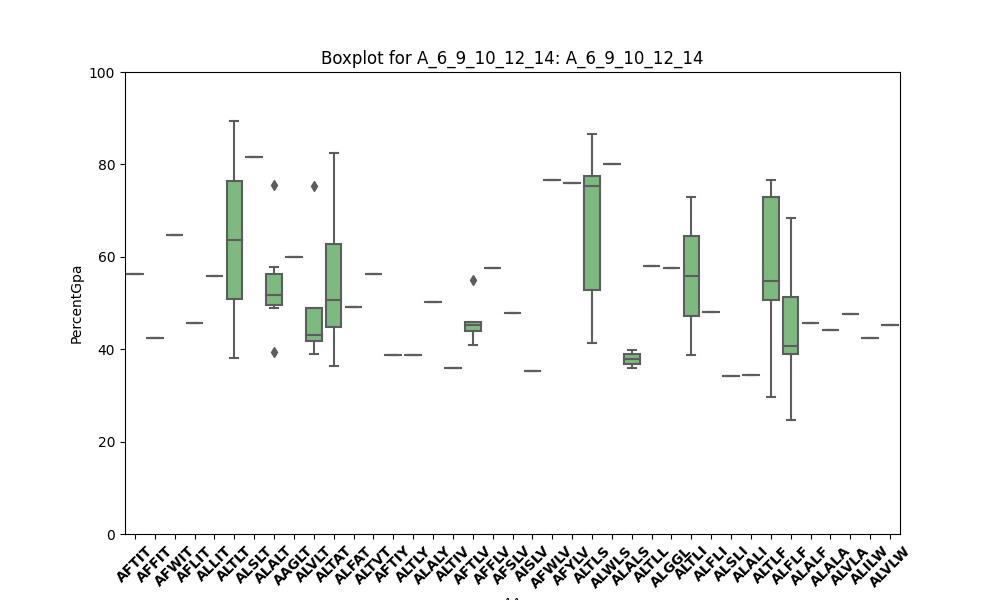 Boxplot for A_6_9_10_12_14: A_6_9_10_12_14
PercentGpa
100
80
60
40
20
0
AFTIT
AFFIT
AFWIT
AFLIT
ALLIT
ALTLT
ALSLT
ALALT
AAGLT
ALVLT
ALTAT
ALFAT
ALTVT
AFTIY
ALTLY
ALALY
ALTIV
AFTLV
AFFLV
AFSLV
AISLV
AFWLV
AFYLV
ALTLS
ALWLS
ALALS
ALTLL
ALGGL
ALTLI
ALFLI
ALSLI
ALALI
ALTLF
ALFLF
ALALF
ALALA
ALVLA
ALILW
ALVLW